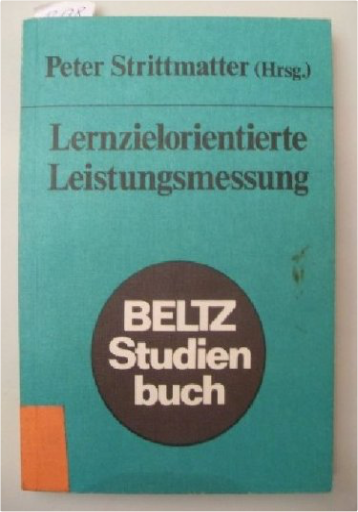 Peter Strittmatter (Hrsg.)
Lernzielorientierte
Leistungsmessung
BELTZ
Studien
buch